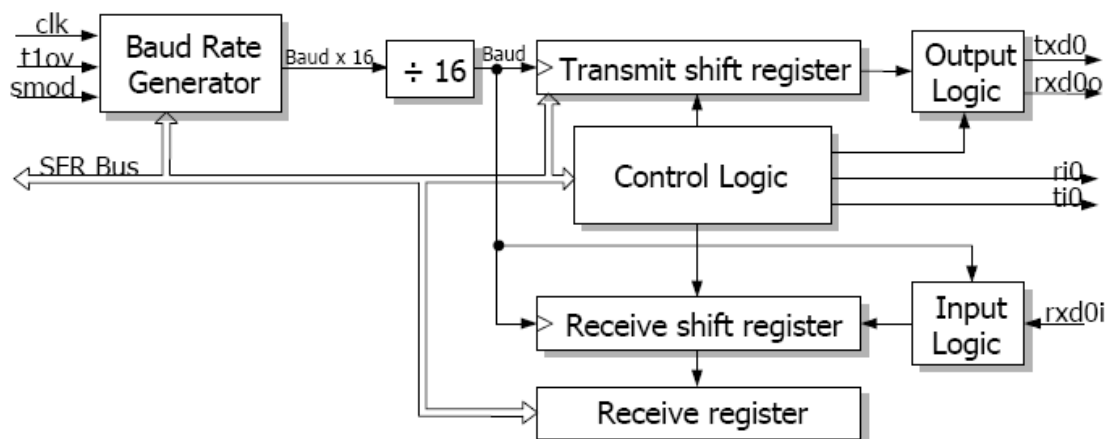 clk
t1ov
smod
Baud Rate
Generator
Baud x 16
÷ 16
Baud
Transmit shift register
Output
Logic
txd0
rxd0o
SFR Bus
Control Logic
ri0
ti0
Receive shift register
Input
Logic
rxd0i
Receive register